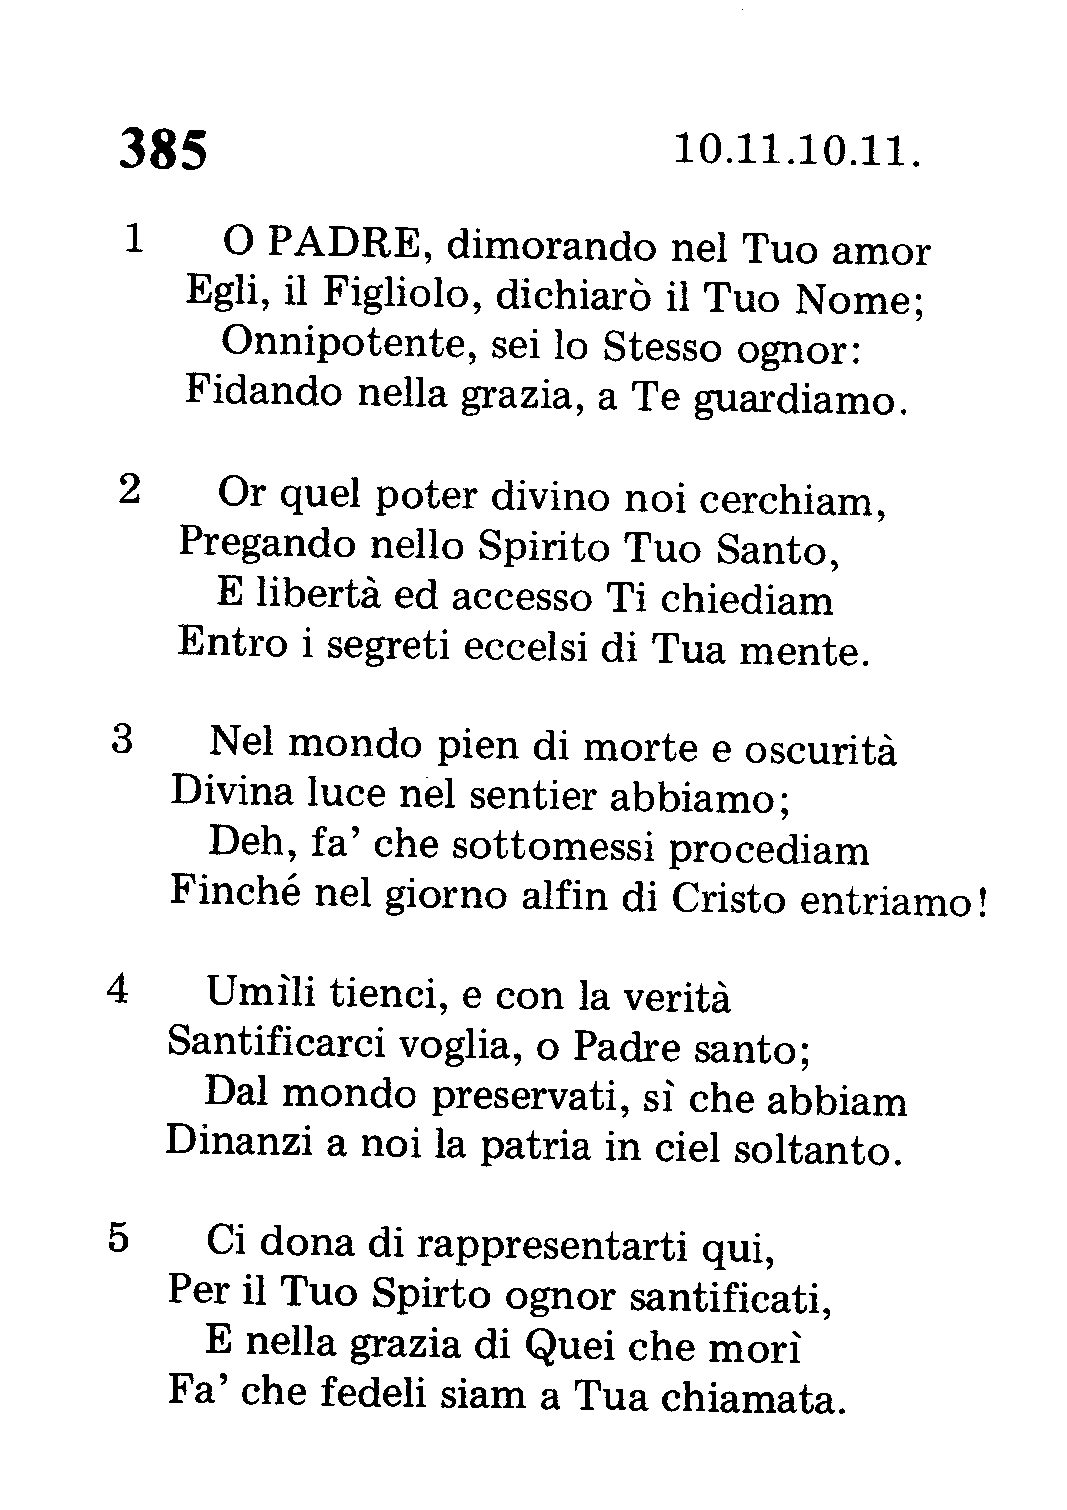 385 10.11.10.11.
1 O PADRE, dimorando nel Tuo amor
Egli, il Figliolo, dichiarò il Tuo Nome;
Onnipotente, sei lo Stesso ognor:
Fidando nella grazia, a Te guardiamo.
2 Or quel poter divino noi cerchiam,
Pregando nello Spirito Tuo Santo,
E libertà ed accesso Ti chiediam
Entro i segreti eccelsi di Tua mente.
3 Nel mondo pien di morte e oscurità
Divina luce nel sentier abbiamo;
Deh, fa' che sottomessi procediam
Finché nel giorno alfin di Cristo entriamo!
4 Umìli tienci, e con la verità
Santificarci voglia, o Padre santo;
Dal mondo preservati, sì che abbiam
Dinanzi a noi la patria in ciel soltanto.
5 Ci dona di rappresentarti qui,
Per il Tuo Spirto ognor santificati,
E nella grazia di Quei che morì
Fa' che fedeli siam a Tua chiamata.